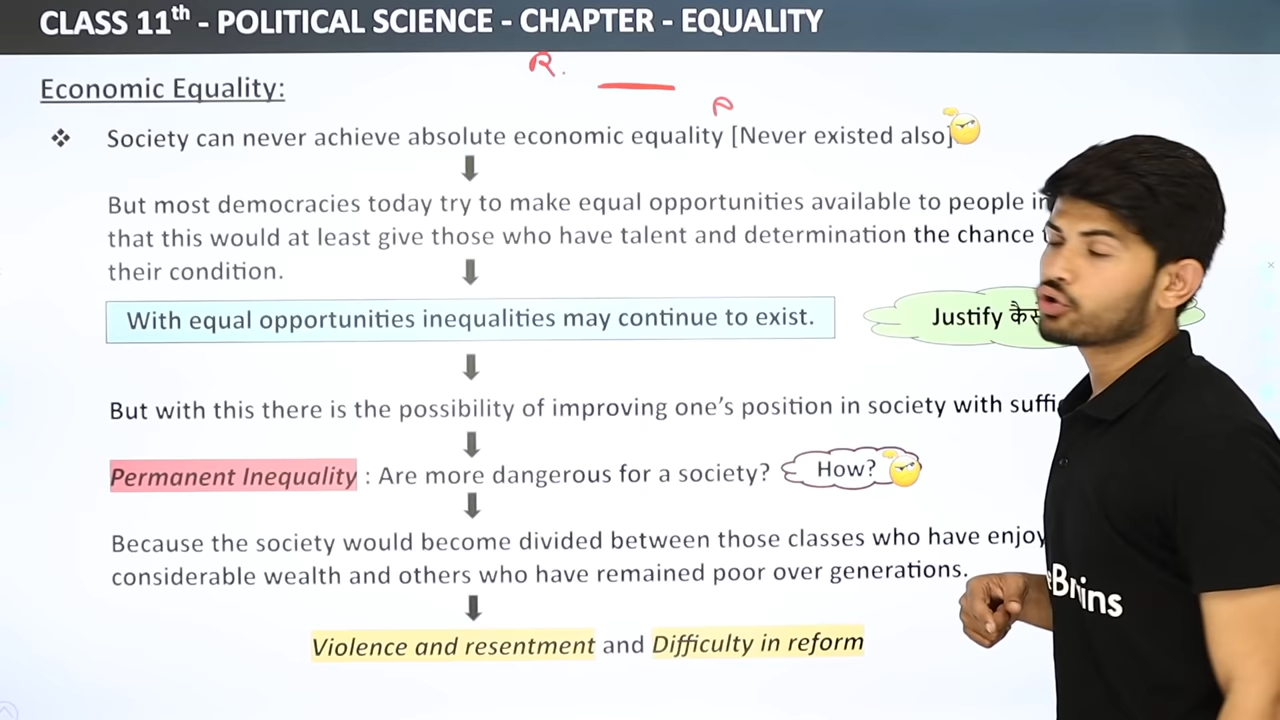 CLASS 11th - POLITICAL SCIENCE - CHAPTER - EQUALITY
R.
Economic Equality:
P
❖ Society can never achieve absolute economic equality [Never existed also]
But most democracies today try to make equal opportunities available to people in
that this would at least give those who have talent and determination the chance
their condition.
With equal opportunities inequalities may continue to exist.
Justify
But with this there is the possibility of improving one’s position in society with
Permanent Inequality : Are more dangerous for a society? How?
Because the society would become divided between those classes who have
considerable wealth and others who have remained poor over generations.
Violence and resentment and Difficulty in reform